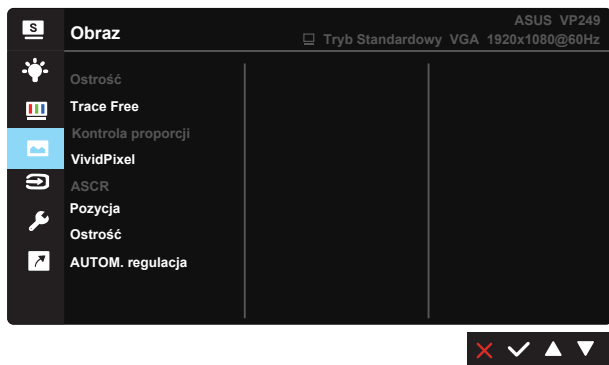 S
Obraz
ASUS VP249
Tryb Standardowy VGA 1920x1080@60Hz
Ostrość
Trace Free
Kontrola proporcji
VividPixel
ASCR
Pozycja
Ostrość
AUTOM. regulacja